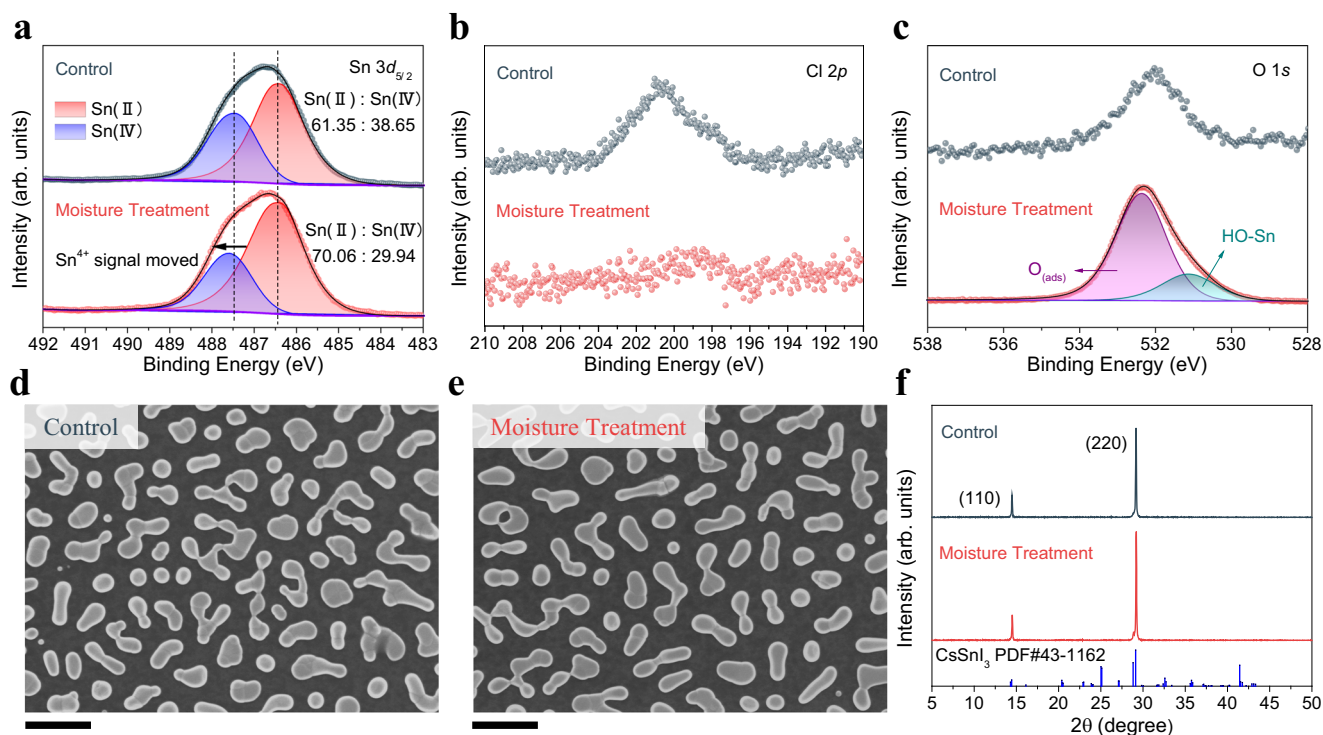 a
Control
Sn 3d5/2
Sn(Ⅱ)
Sn(Ⅳ)
Sn(Ⅱ) : Sn(Ⅳ)
61.35 : 38.65
Moisture Treatment
Sn4+ signal moved
Sn(Ⅱ) : Sn(Ⅳ)
70.06 : 29.94
Intensity (arb. units)
492 491 490 489 488 487 486 485 484 483
Binding Energy (eV)
b
Control
Cl 2p
Moisture Treatment
Intensity (arb. units)
210 208 206 204 202 200 198 196 194 192 190
Binding Energy (eV)
c
Control
O 1s
Moisture Treatment
HO-Sn
O(ads)
Intensity (arb. units)
538 536 534 532 530 528
Binding Energy (eV)
d
Control
e
Moisture Treatment
f
Control
(220)
(110)
Moisture Treatment
CsSnI3 PDF#43-1162
Intensity (arb. units)
5 10 15 20 25 30 35 40 45 50
2θ (degree)